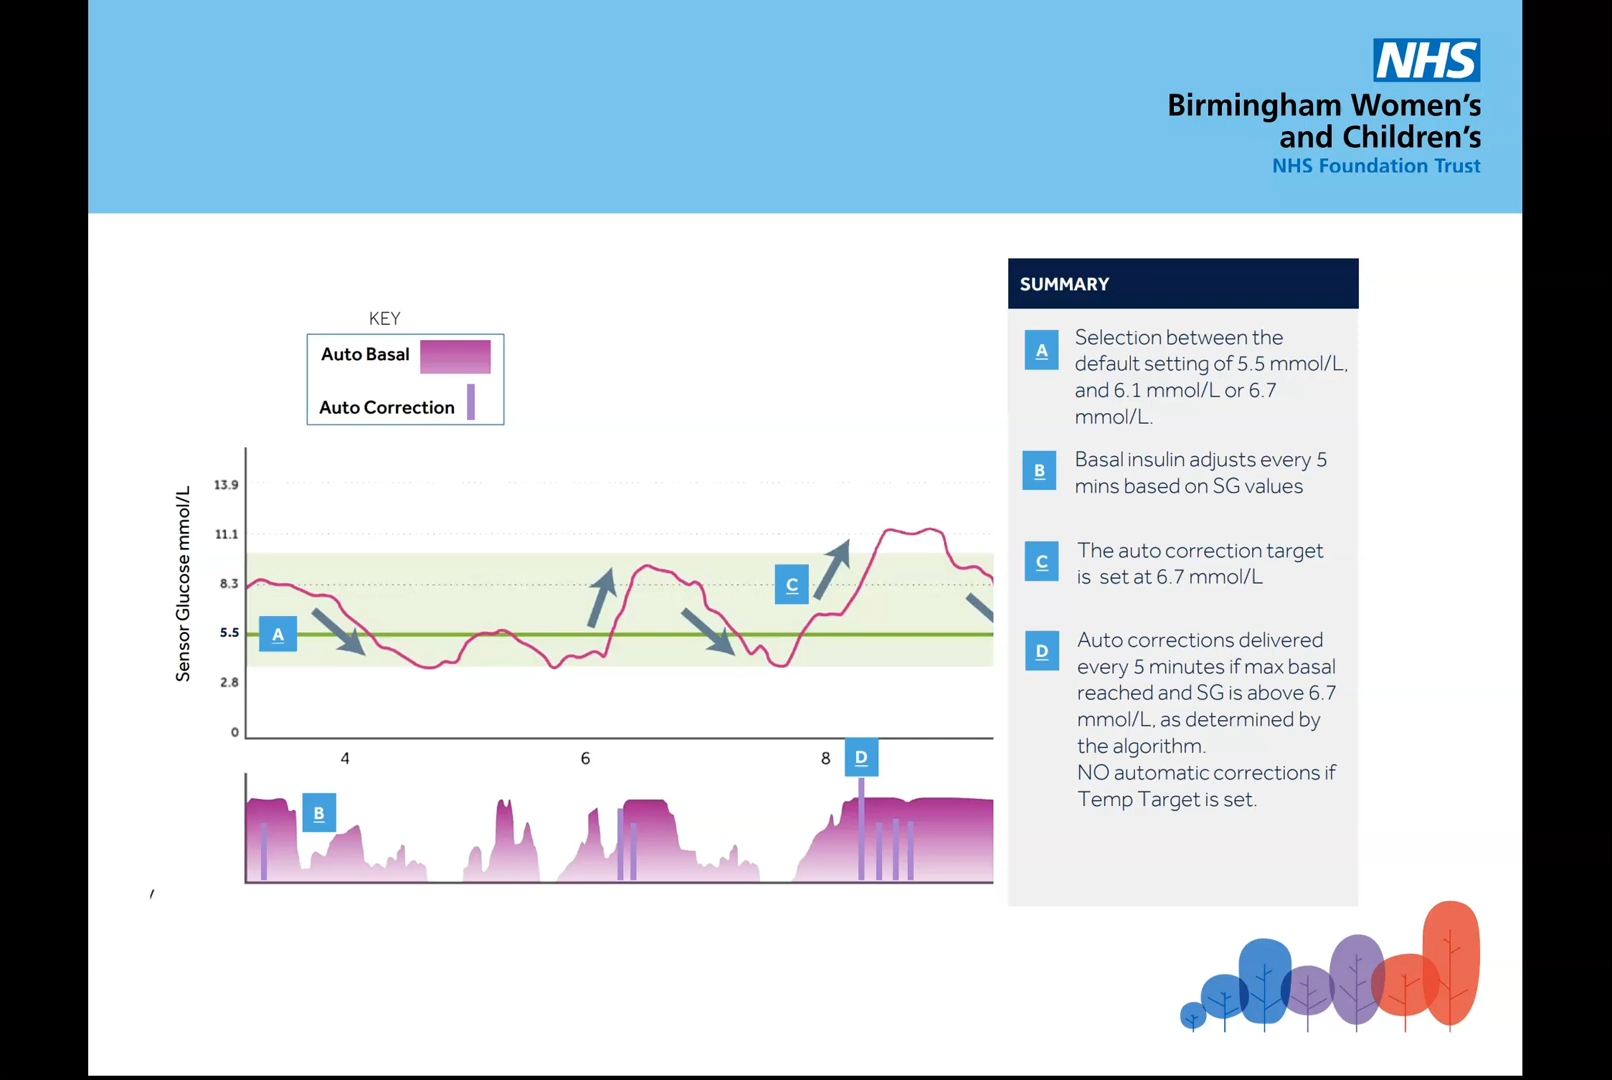 NHS
Birmingham Women's
and Children's
NHS Foundation Trust
KEY
Auto Basal
Auto Correction
Sensor Glucose mmol/L
13.9
11.1
8.3
5.5
2.8
0
A
C
4
6
8
D
B
SUMMARY
A
Selection between the
default setting of 5.5 mmol/L,
and 6.1 mmol/L or 6.7
mmol/L.
B
Basal insulin adjusts every 5
mins based on SG values
C
The auto correction target
is set at 6.7 mmol/L
D
Auto corrections delivered
every 5 minutes if max basal
reached and SG is above 6.7
mmol/L, as determined by
the algorithm.
NO automatic corrections if
Temp Target is set.